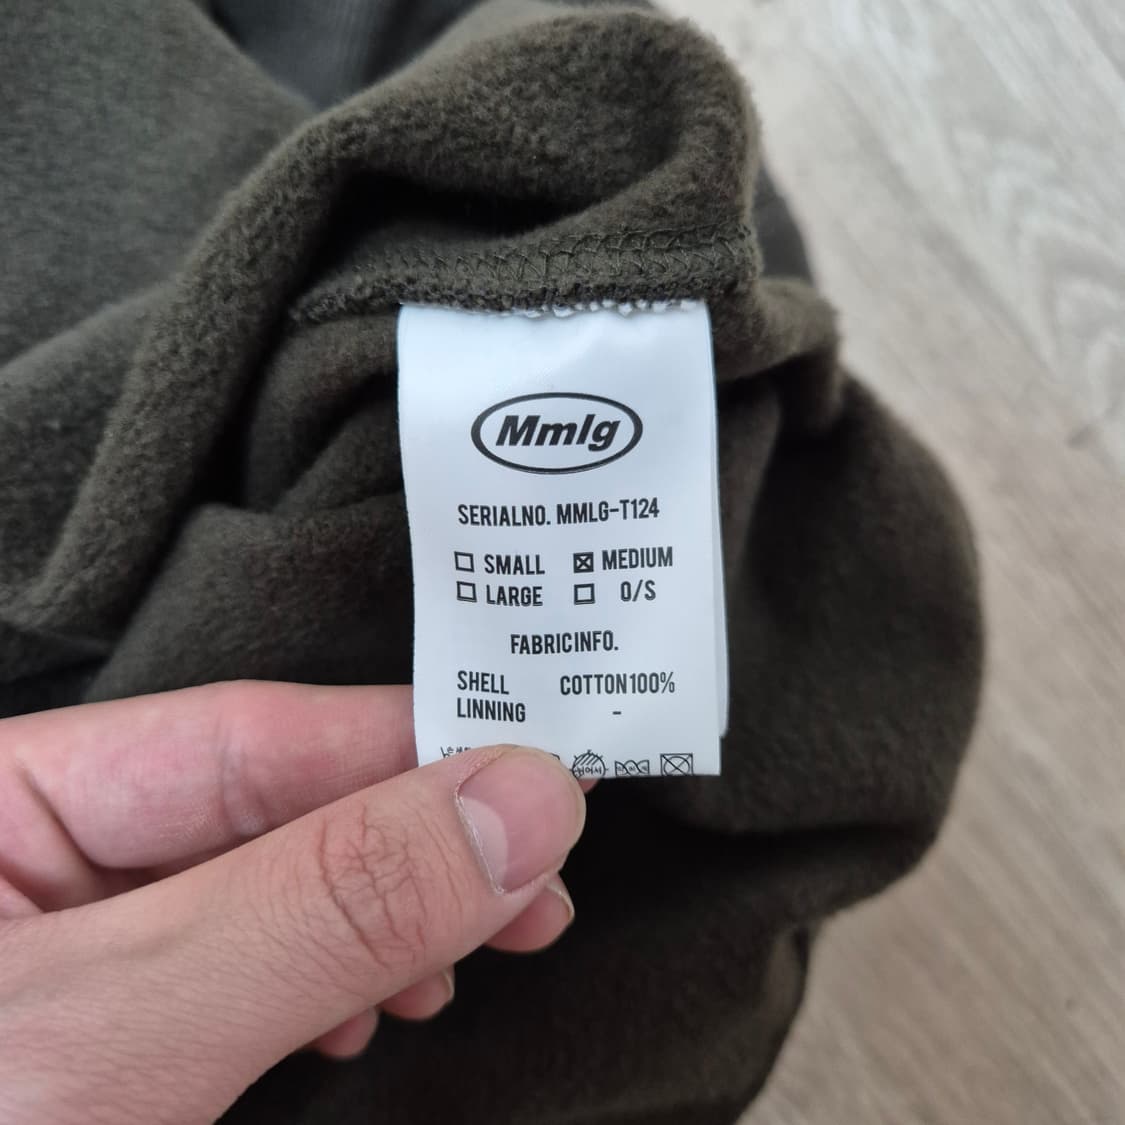 Mmlg
SERIALNO. MMLG-T124
☐ SMALL ☒ MEDIUM
☐ LARGE ☐ O/S
FABRICINFO.
SHELL COTTON100%
LINNING -